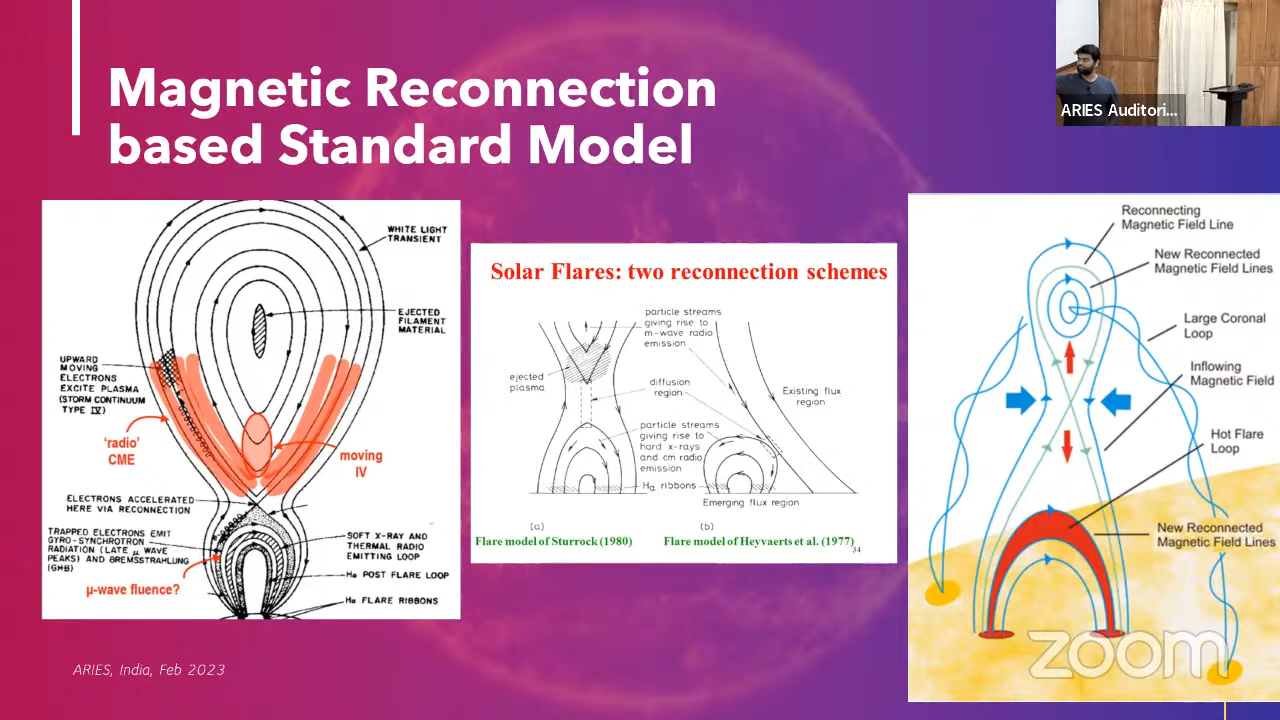 Magnetic Reconnection
based Standard Model
ARIES Auditori...
WHITE LIGHT
TRANSIENT
EJECTED
FILAMENT
MATERIAL
UPWARD
MOVING
ELECTRONS
EXCITE PLASMA
(STORM CONTINUUM
TYPE IV)
'radio'
CME
moving
IV
ELECTRONS ACCELERATED
HERE VIA RECONNECTION
TRAPPED ELECTRONS EMIT
GYRO-SYNCHROTRON
RADIATION (LATE μ WAVE
PEAKS) AND BREMSSTRAHLUNG
(GHB)
μ-wave fluence?
SOFT X-RAY AND
THERMAL RADIO
EMITTING LOOP
Hα POST FLARE LOOP
Hα FLARE RIBBONS
Solar Flares: two reconnection schemes
particle streams
giving rise to
m-wave radio
emission
ejected
plasma
diffusion
region
Existing flux
region
particle streams
giving rise to
hard x-rays
and cm radio
emission
Hα ribbons
Emerging flux region
(a)
(b)
Flare model of Sturrock (1980)
Flare model of Heyvaerts et al. (1977)
34
Reconnecting
Magnetic Field Line
New Reconnected
Magnetic Field Lines
Large Coronal
Loop
Inflowing
Magnetic Field
Hot Flare
Loop
New Reconnected
Magnetic Field Lines
zoom
ARIES, India, Feb 2023